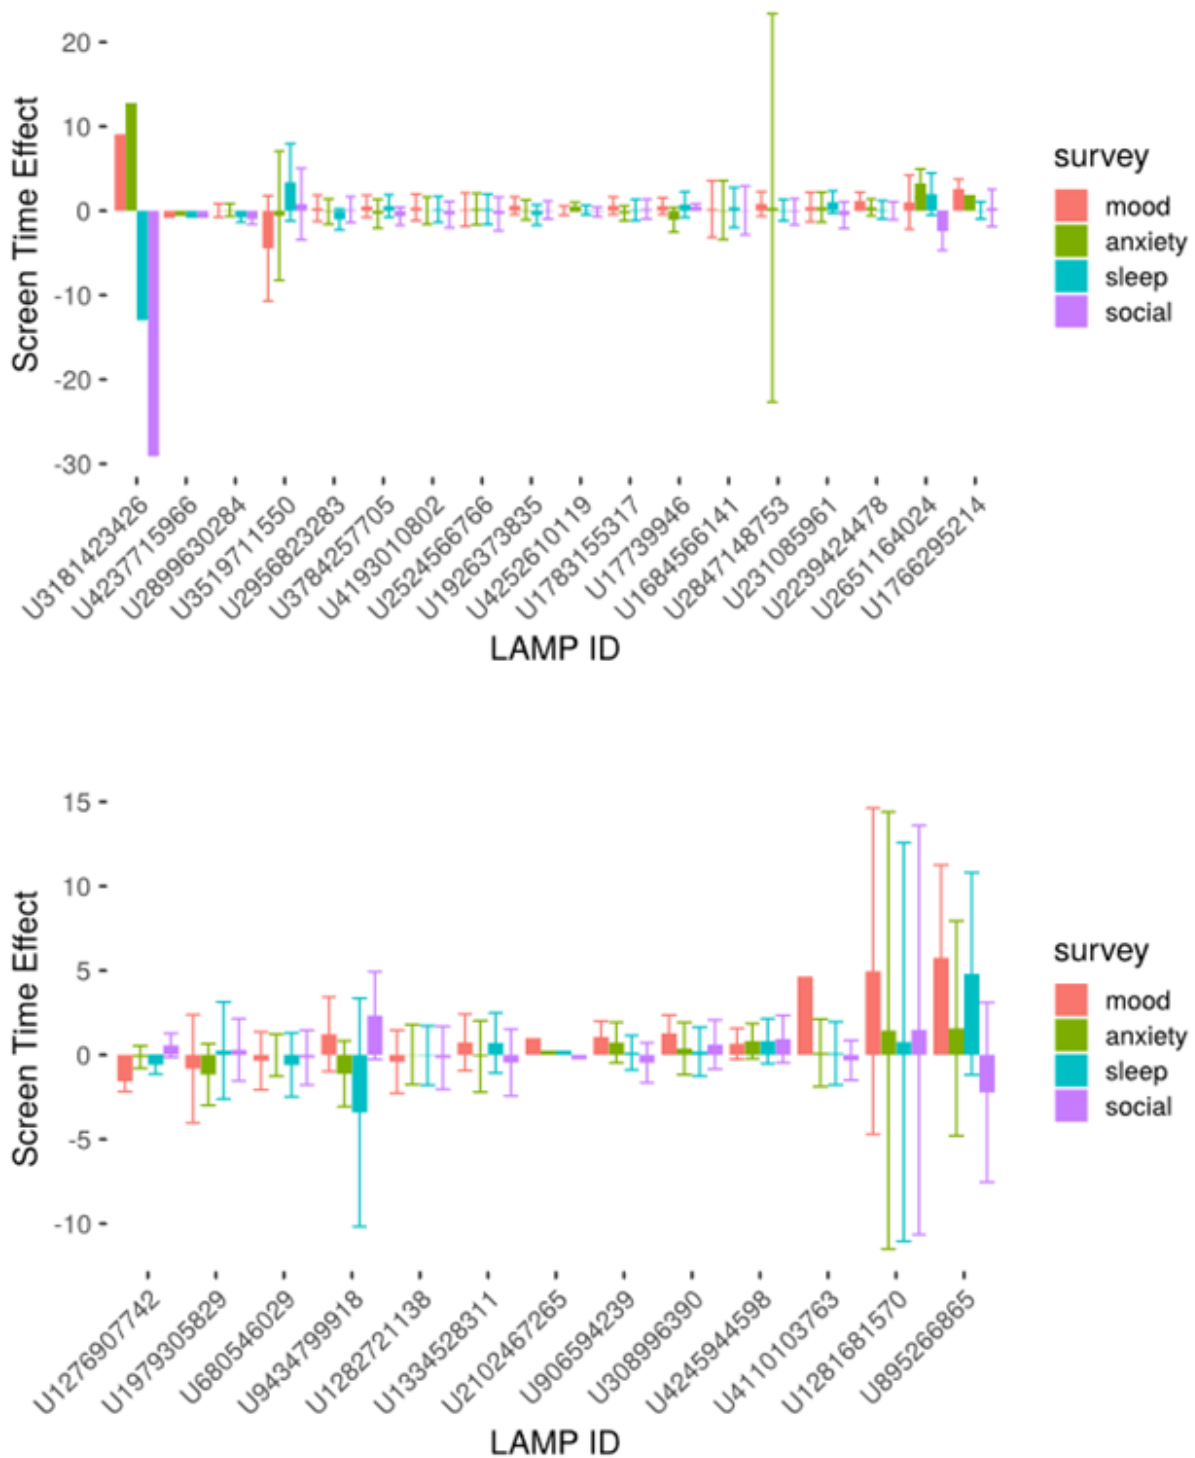 Screen Time Effect
20
10
0
-10
-20
-30
U3181423426
U4237715966
U2899630284
U3519711550
U2956823283
U3784257705
U4193010802
U2524566766
U1926373835
U4252610119
U1783155317
U17739946
U1684566141
U2847148753
U231085961
U2239424478
U2651164024
U1766295214
LAMP ID
survey
mood
anxiety
sleep
social
Screen Time Effect
15
10
5
0
-5
-10
U1276907742
U1979305829
U680546029
U9434799918
U1282721138
U1334528311
U2102467265
U906594239
U308996390
U4245944598
U4110103763
U1281681570
U8952666865
LAMP ID
survey
mood
anxiety
sleep
social